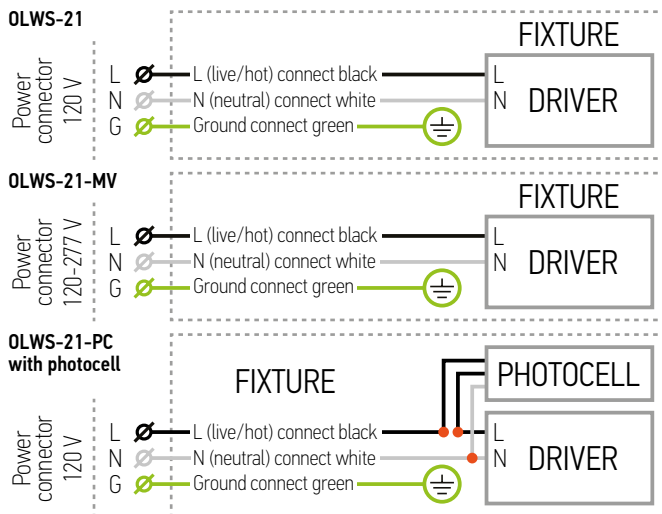 OLWS-21
FIXTURE
Power
connector
120 V
L
N
G
L (live/hot) connect black
N (neutral) connect white
Ground connect green
L
N
DRIVER
OLWS-21-MV
FIXTURE
Power
connector
120-277 V
L
N
G
L (live/hot) connect black
N (neutral) connect white
Ground connect green
L
N
DRIVER
OLWS-21-PC
with photocell
FIXTURE
PHOTOCELL
Power
connector
120 V
L
N
G
L (live/hot) connect black
N (neutral) connect white
Ground connect green
L
N
DRIVER